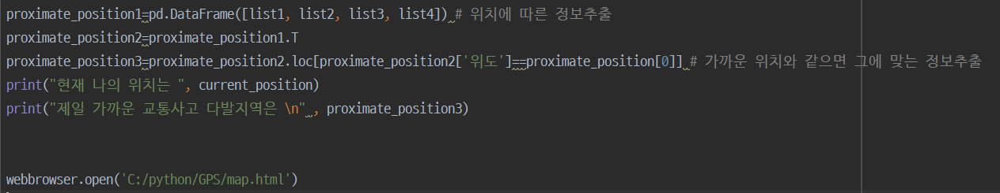 proximate_position1=pd.DataFrame([list1, list2, list3, list4]) # 위치에 따른 정보추출
proximate_position2=proximate_position1.T
proximate_position3=proximate_position2.loc[proximate_position2['위도']==proximate_position[0]] # 가까운 위치와 같으면 그에 맞는 정보추출
print("현재 나의 위치는 ", current_position)
print("제일 가까운 교통사고 다발지역은 \n" , proximate_position3)
webbrowser.open('C:/python/GPS/map.html')